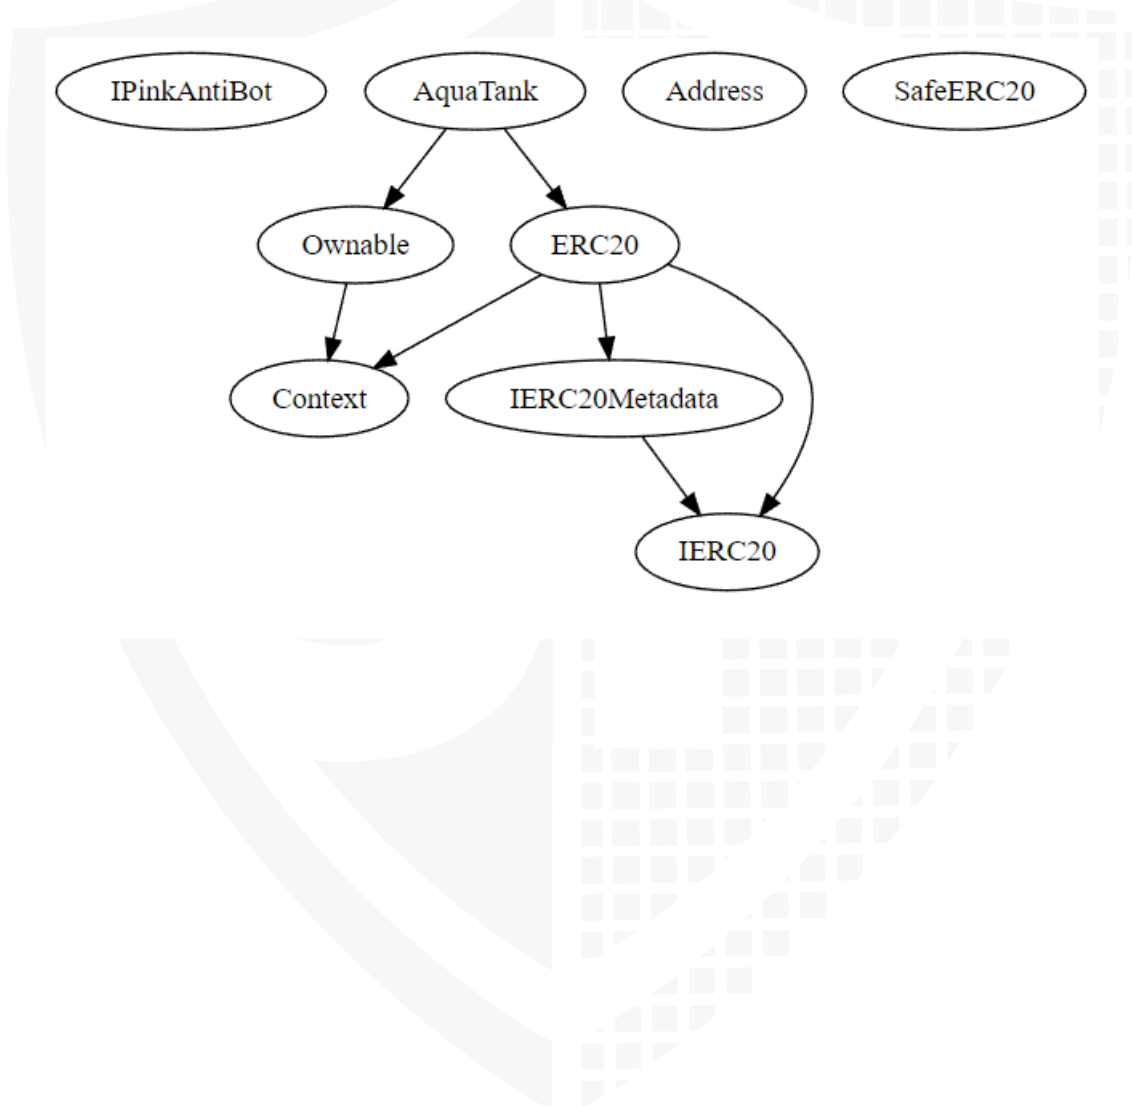 IPinkAntiBot
AquaTank
Address
SafeERC20
Ownable
ERC20
Context
IERC20Metadata
IERC20